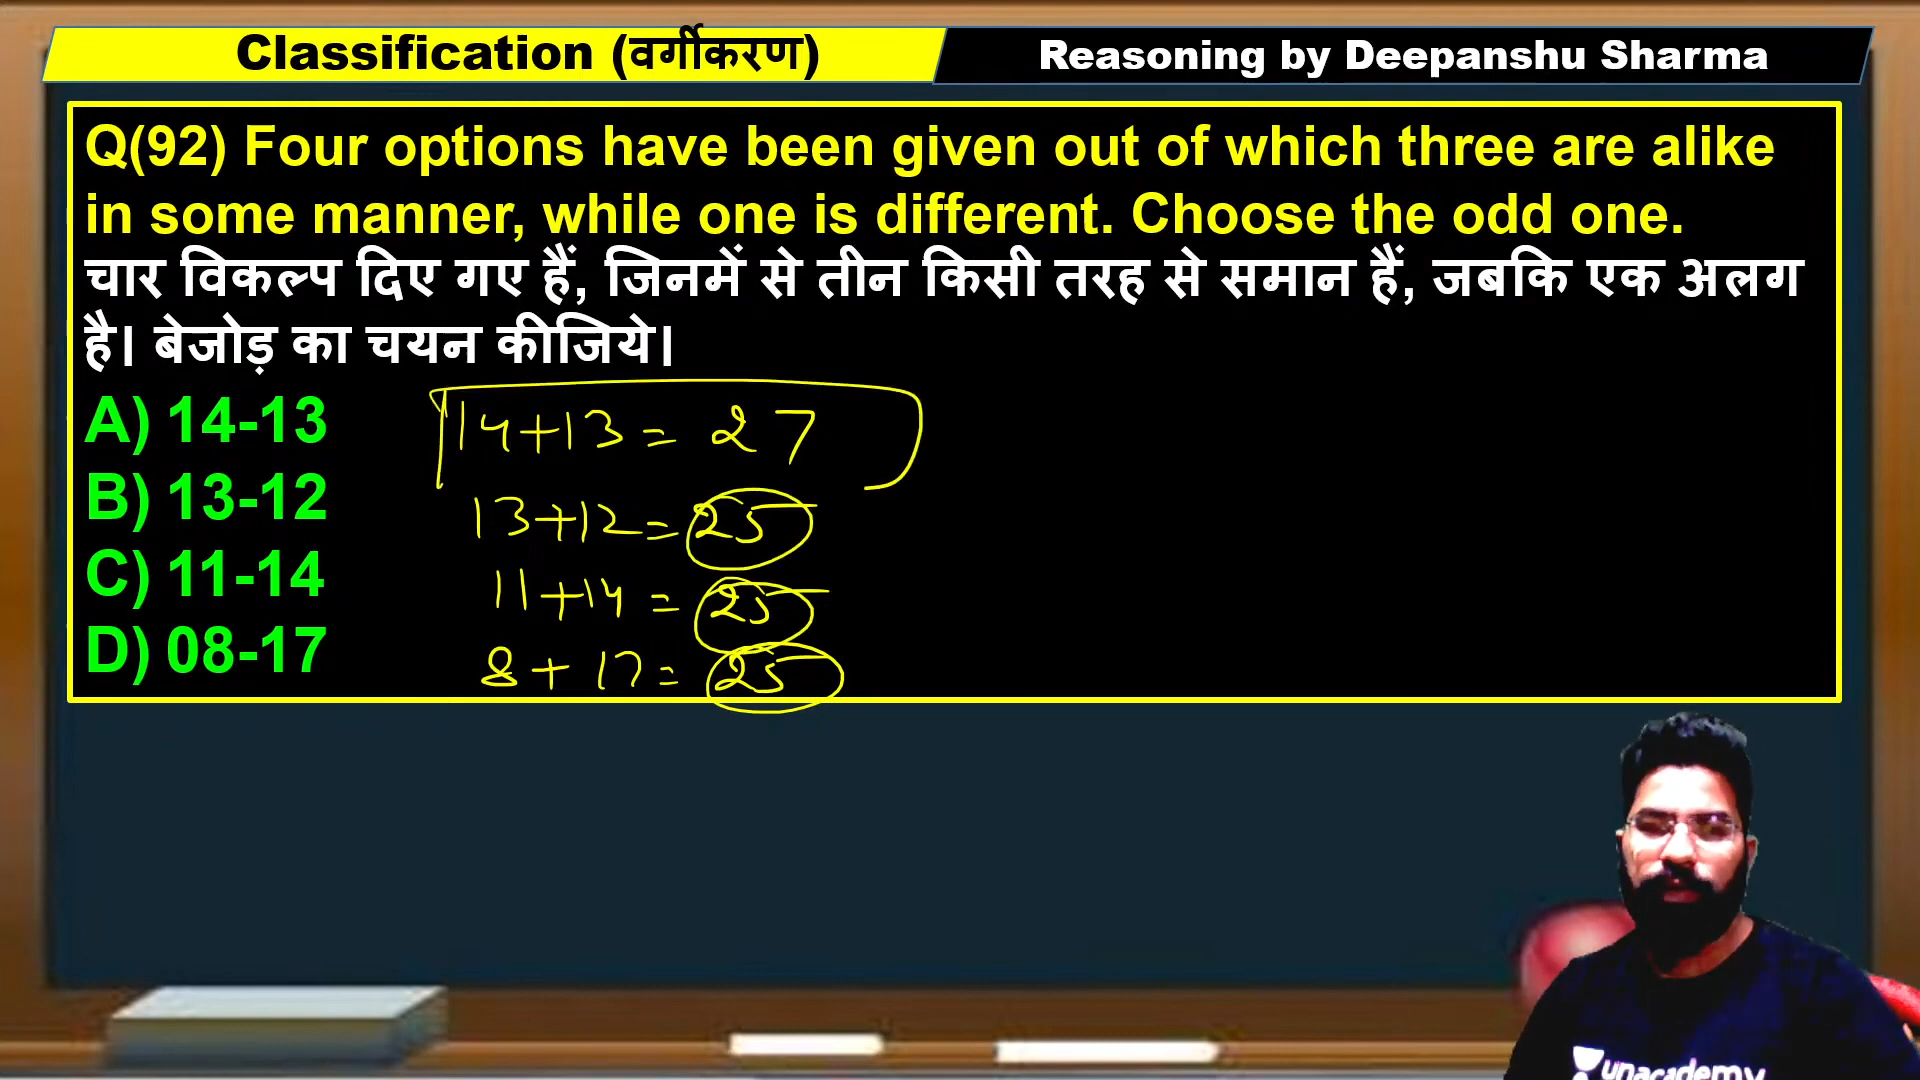 Classification (वर्गीकरण)
Reasoning by Deepanshu Sharma
Q(92) Four options have been given out of which three are alike
in some manner, while one is different. Choose the odd one.
चार विकल्प दिए गए हैं, जिनमें से तीन किसी तरह से समान हैं, जबकि एक अलग
है। बेजोड़ का चयन कीजिये।
A) 14-13
14+13 = 27
B) 13-12
13+12=25
C) 11-14
11+14 = 25
D) 08-17
8+17= 25
unacademy